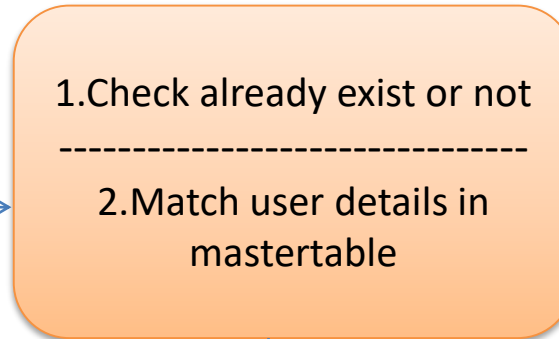 1.Check already exist or not
--------------------------------
2.Match user details in
mastertable